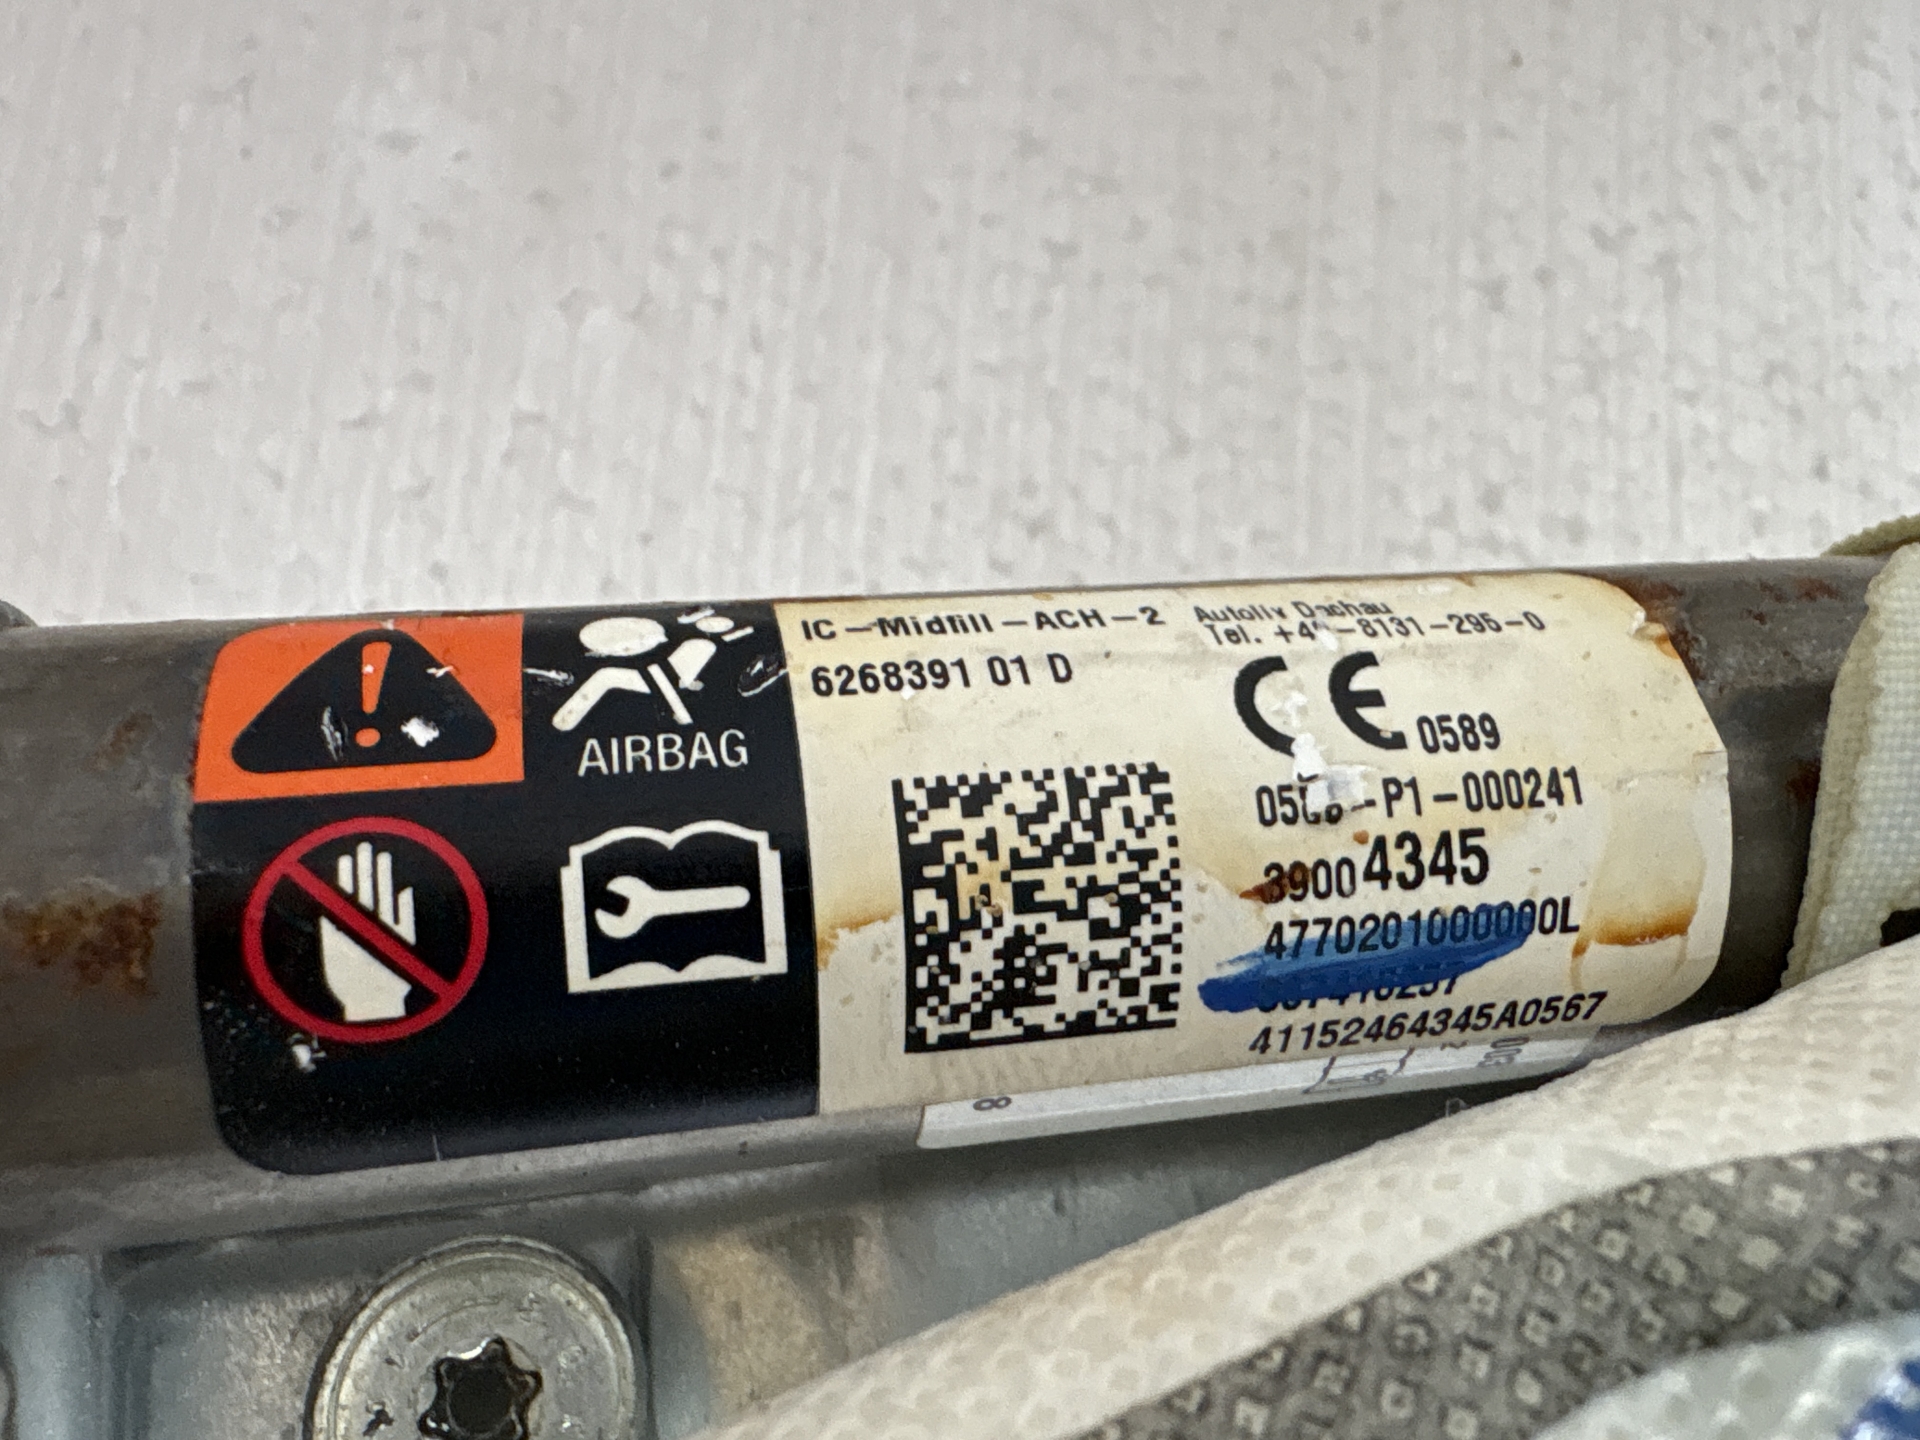 AIRBAG
IC-Midfill-ACH-2
6268391 01 D
Autoliv Dachau
Tel. -8131-295-0
CE 0589
-P1-000241
39004345
4770201000000L
41152464345A0567
8